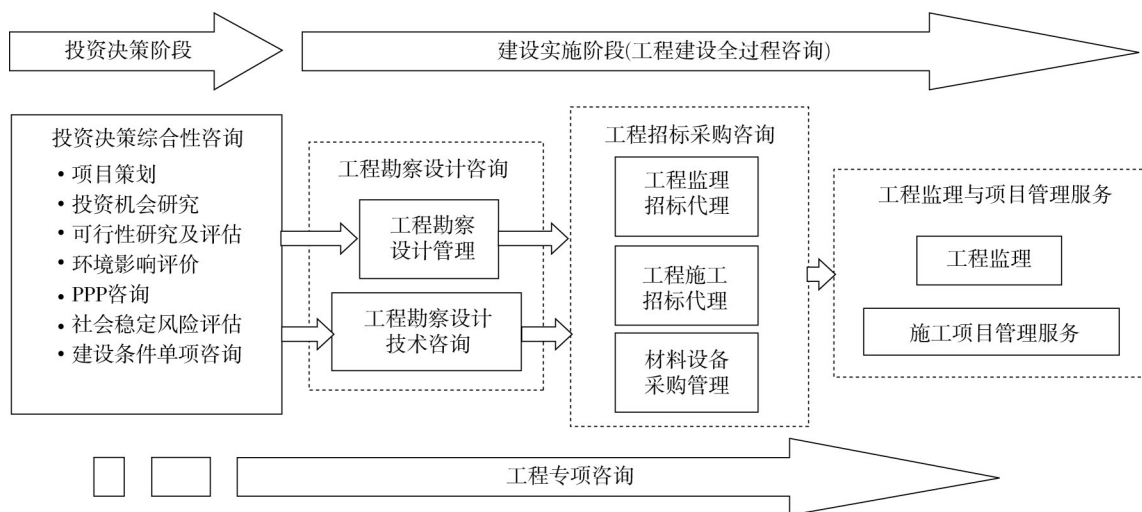 投资决策阶段
建设实施阶段(工程建设全过程咨询)
投资决策综合性咨询
• 项目策划
• 投资机会研究
• 可行性研究及评估
• 环境影响评价
• PPP咨询
• 社会稳定风险评估
• 建设条件单项咨询
工程勘察设计咨询
工程勘察
设计管理
工程勘察设计
技术咨询
工程招标采购咨询
工程监理
招标代理
工程施工
招标代理
材料设备
采购管理
工程监理与项目管理服务
工程监理
施工项目管理服务
工程专项咨询